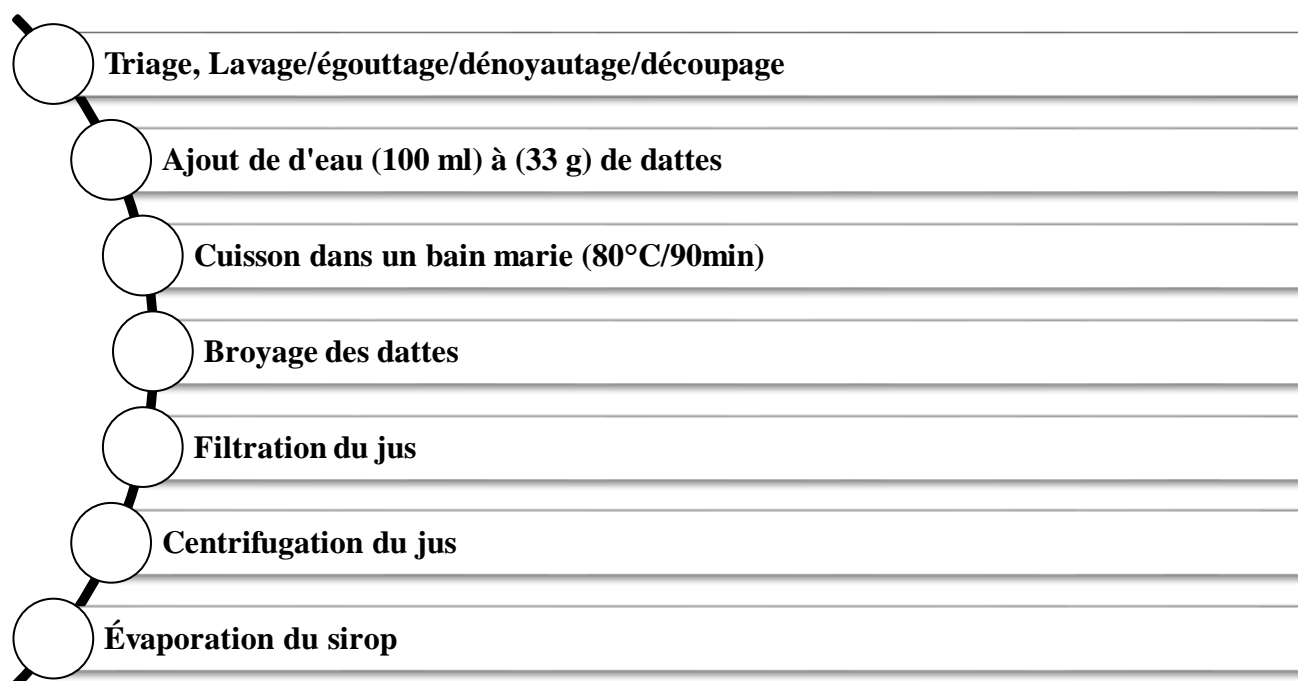 Triage, Lavage/égouttage/dénoyautage/découpage
Ajout de d'eau (100 ml) à (33 g) de dattes
Cuisson dans un bain marie (80°C/90min)
Broyage des dattes
Filtration du jus
Centrifugation du jus
Évaporation du sirop